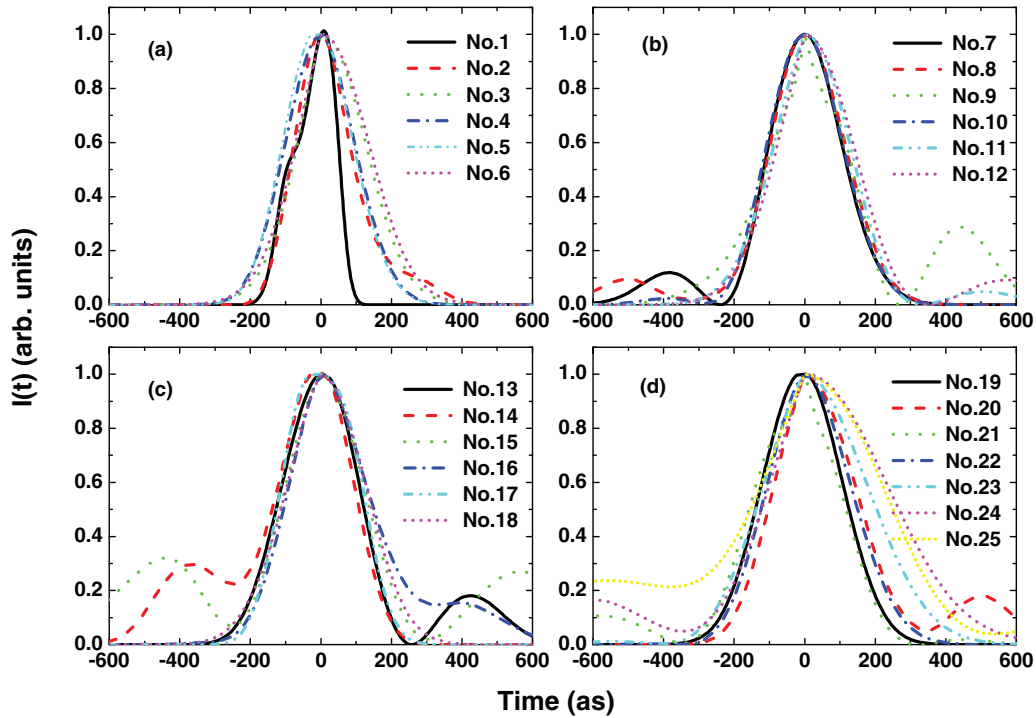 (a)
1.0
0.8
0.6
0.4
0.2
0.0
-600 -400 -200 0 200 400 600
No.1
No.2
No.3
No.4
No.5
No.6
(b)
1.0
0.8
0.6
0.4
0.2
0.0
-600 -400 -200 0 200 400 600
No.7
No.8
No.9
No.10
No.11
No.12
I(t) (arb. units)
(c)
1.0
0.8
0.6
0.4
0.2
0.0
-600 -400 -200 0 200 400 600
No.13
No.14
No.15
No.16
No.17
No.18
(d)
1.0
0.8
0.6
0.4
0.2
0.0
-600 -400 -200 0 200 400 600
No.19
No.20
No.21
No.22
No.23
No.24
No.25
Time (as)